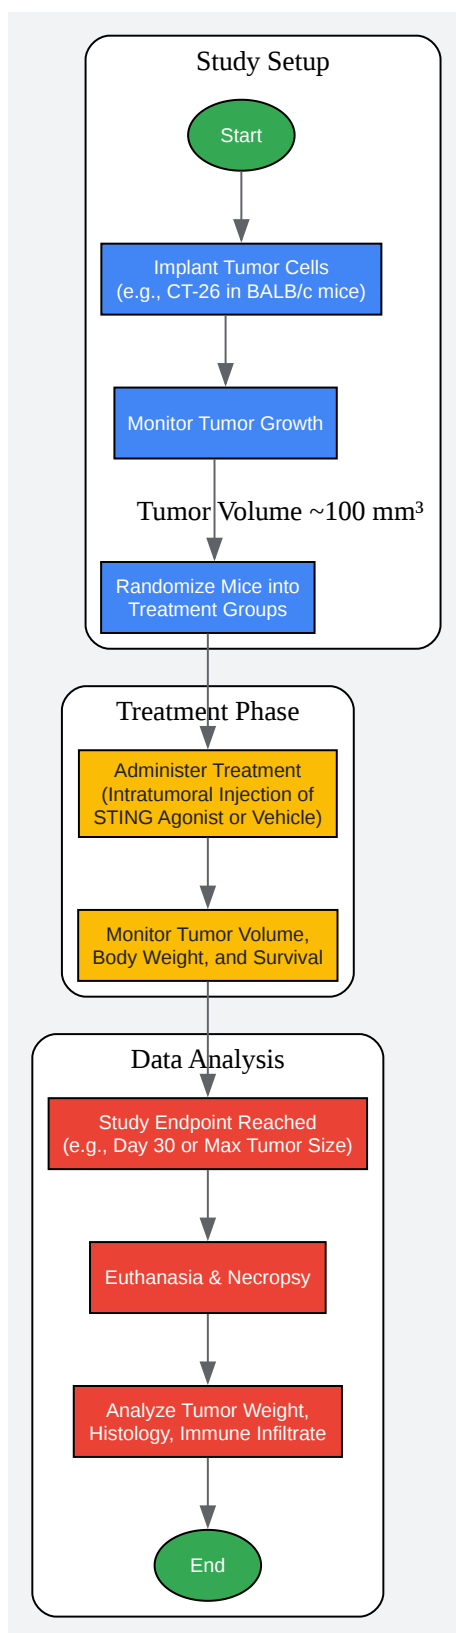 Study Setup
Start
Implant Tumor Cells
(e.g., CT-26 in BALB/c mice)
Monitor Tumor Growth
Tumor Volume ~100 mm³
Randomize Mice into
Treatment Groups
Treatment Phase
Administer Treatment
(Intratumoral Injection of
STING Agonist or Vehicle)
Monitor Tumor Volume,
Body Weight, and Survival
Data Analysis
Study Endpoint Reached
(e.g., Day 30 or Max Tumor Size)
Euthanasia & Necropsy
Analyze Tumor Weight,
Histology, Immune Infiltrate
End